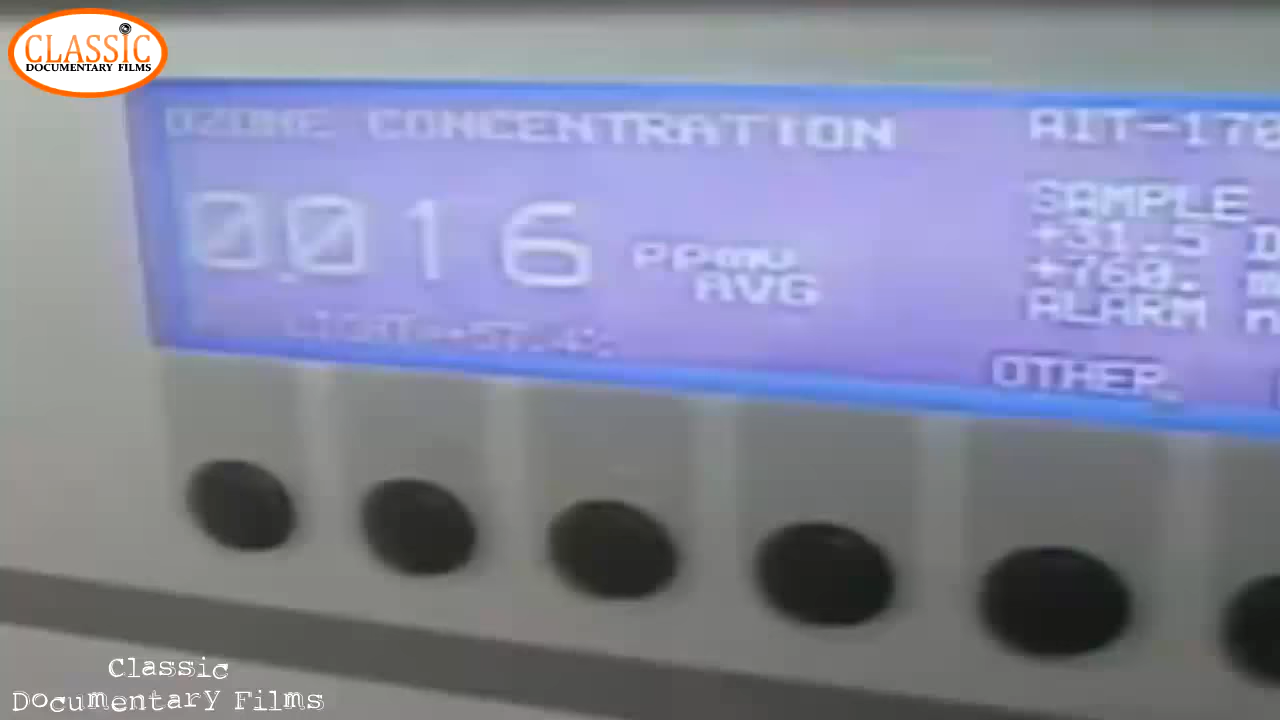 CLASSIC
DOCUMENTARY FILMS
OZONE CONCENTRATION
0.016 ppmv
AVG
AIT-170
SAMPLE
+31.5 D
+760. m
ALARM n
OTHER
Classic
Documentary Films